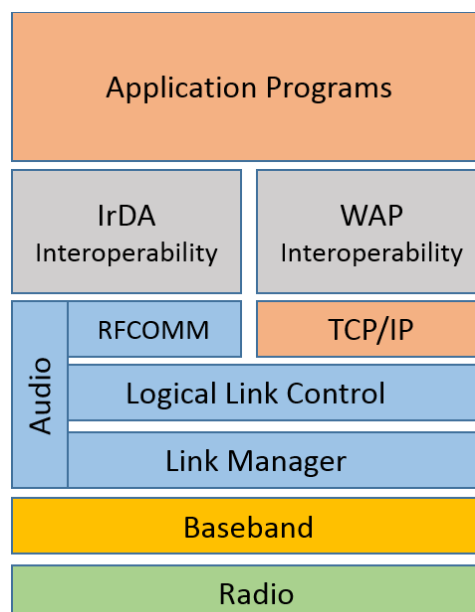 Application Programs
IrDA
Interoperability
WAP
Interoperability
Audio
RFCOMM
TCP/IP
Logical Link Control
Link Manager
Baseband
Radio